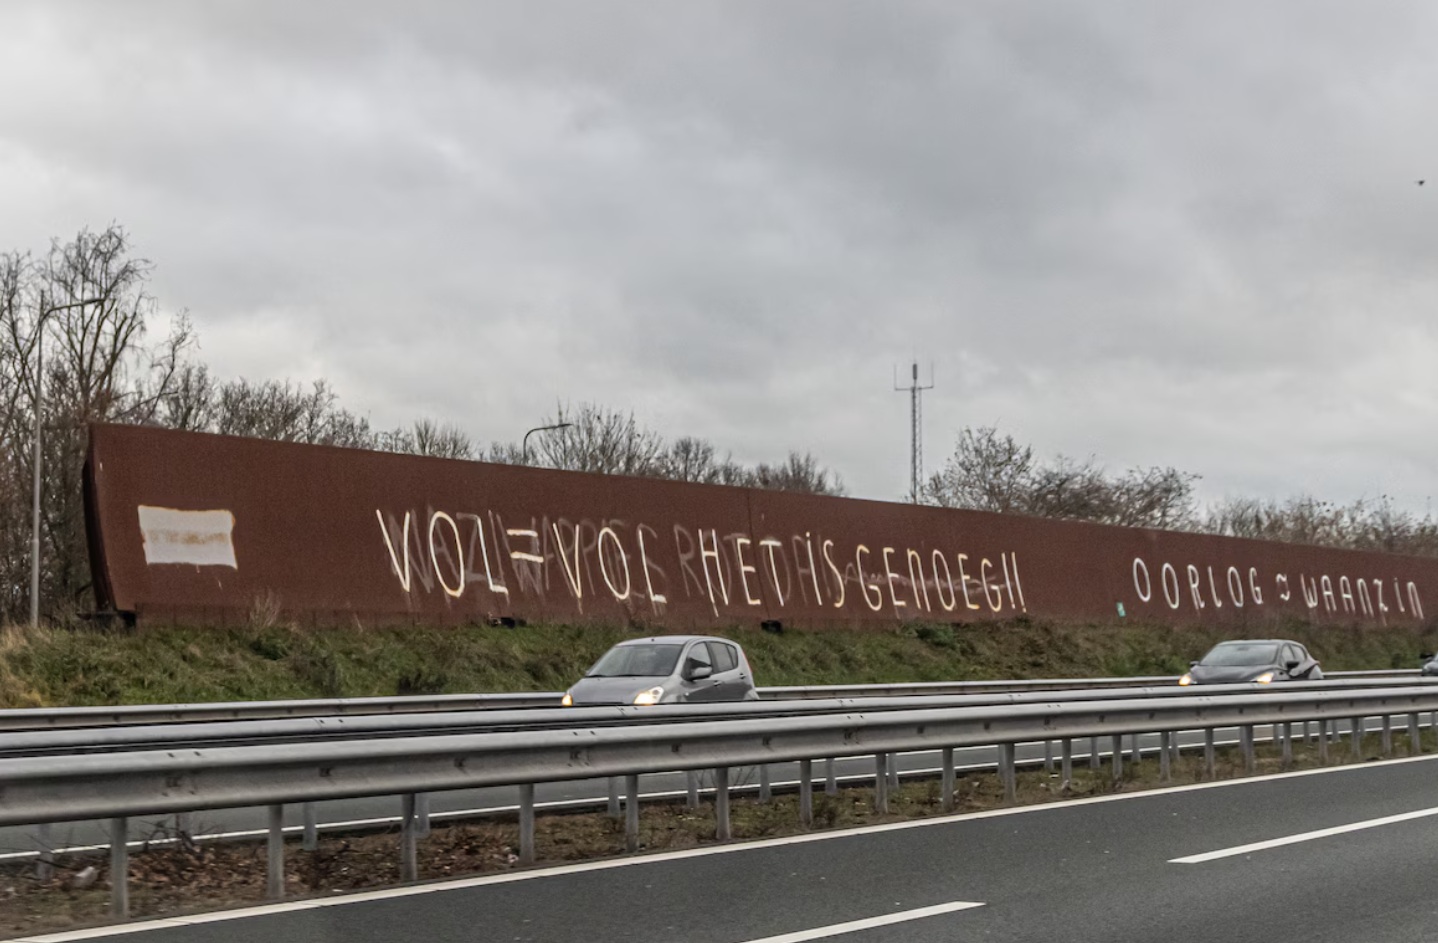 VOL = VOL HET IS GENOEG!!
OORLOG ≈ WAANZIN